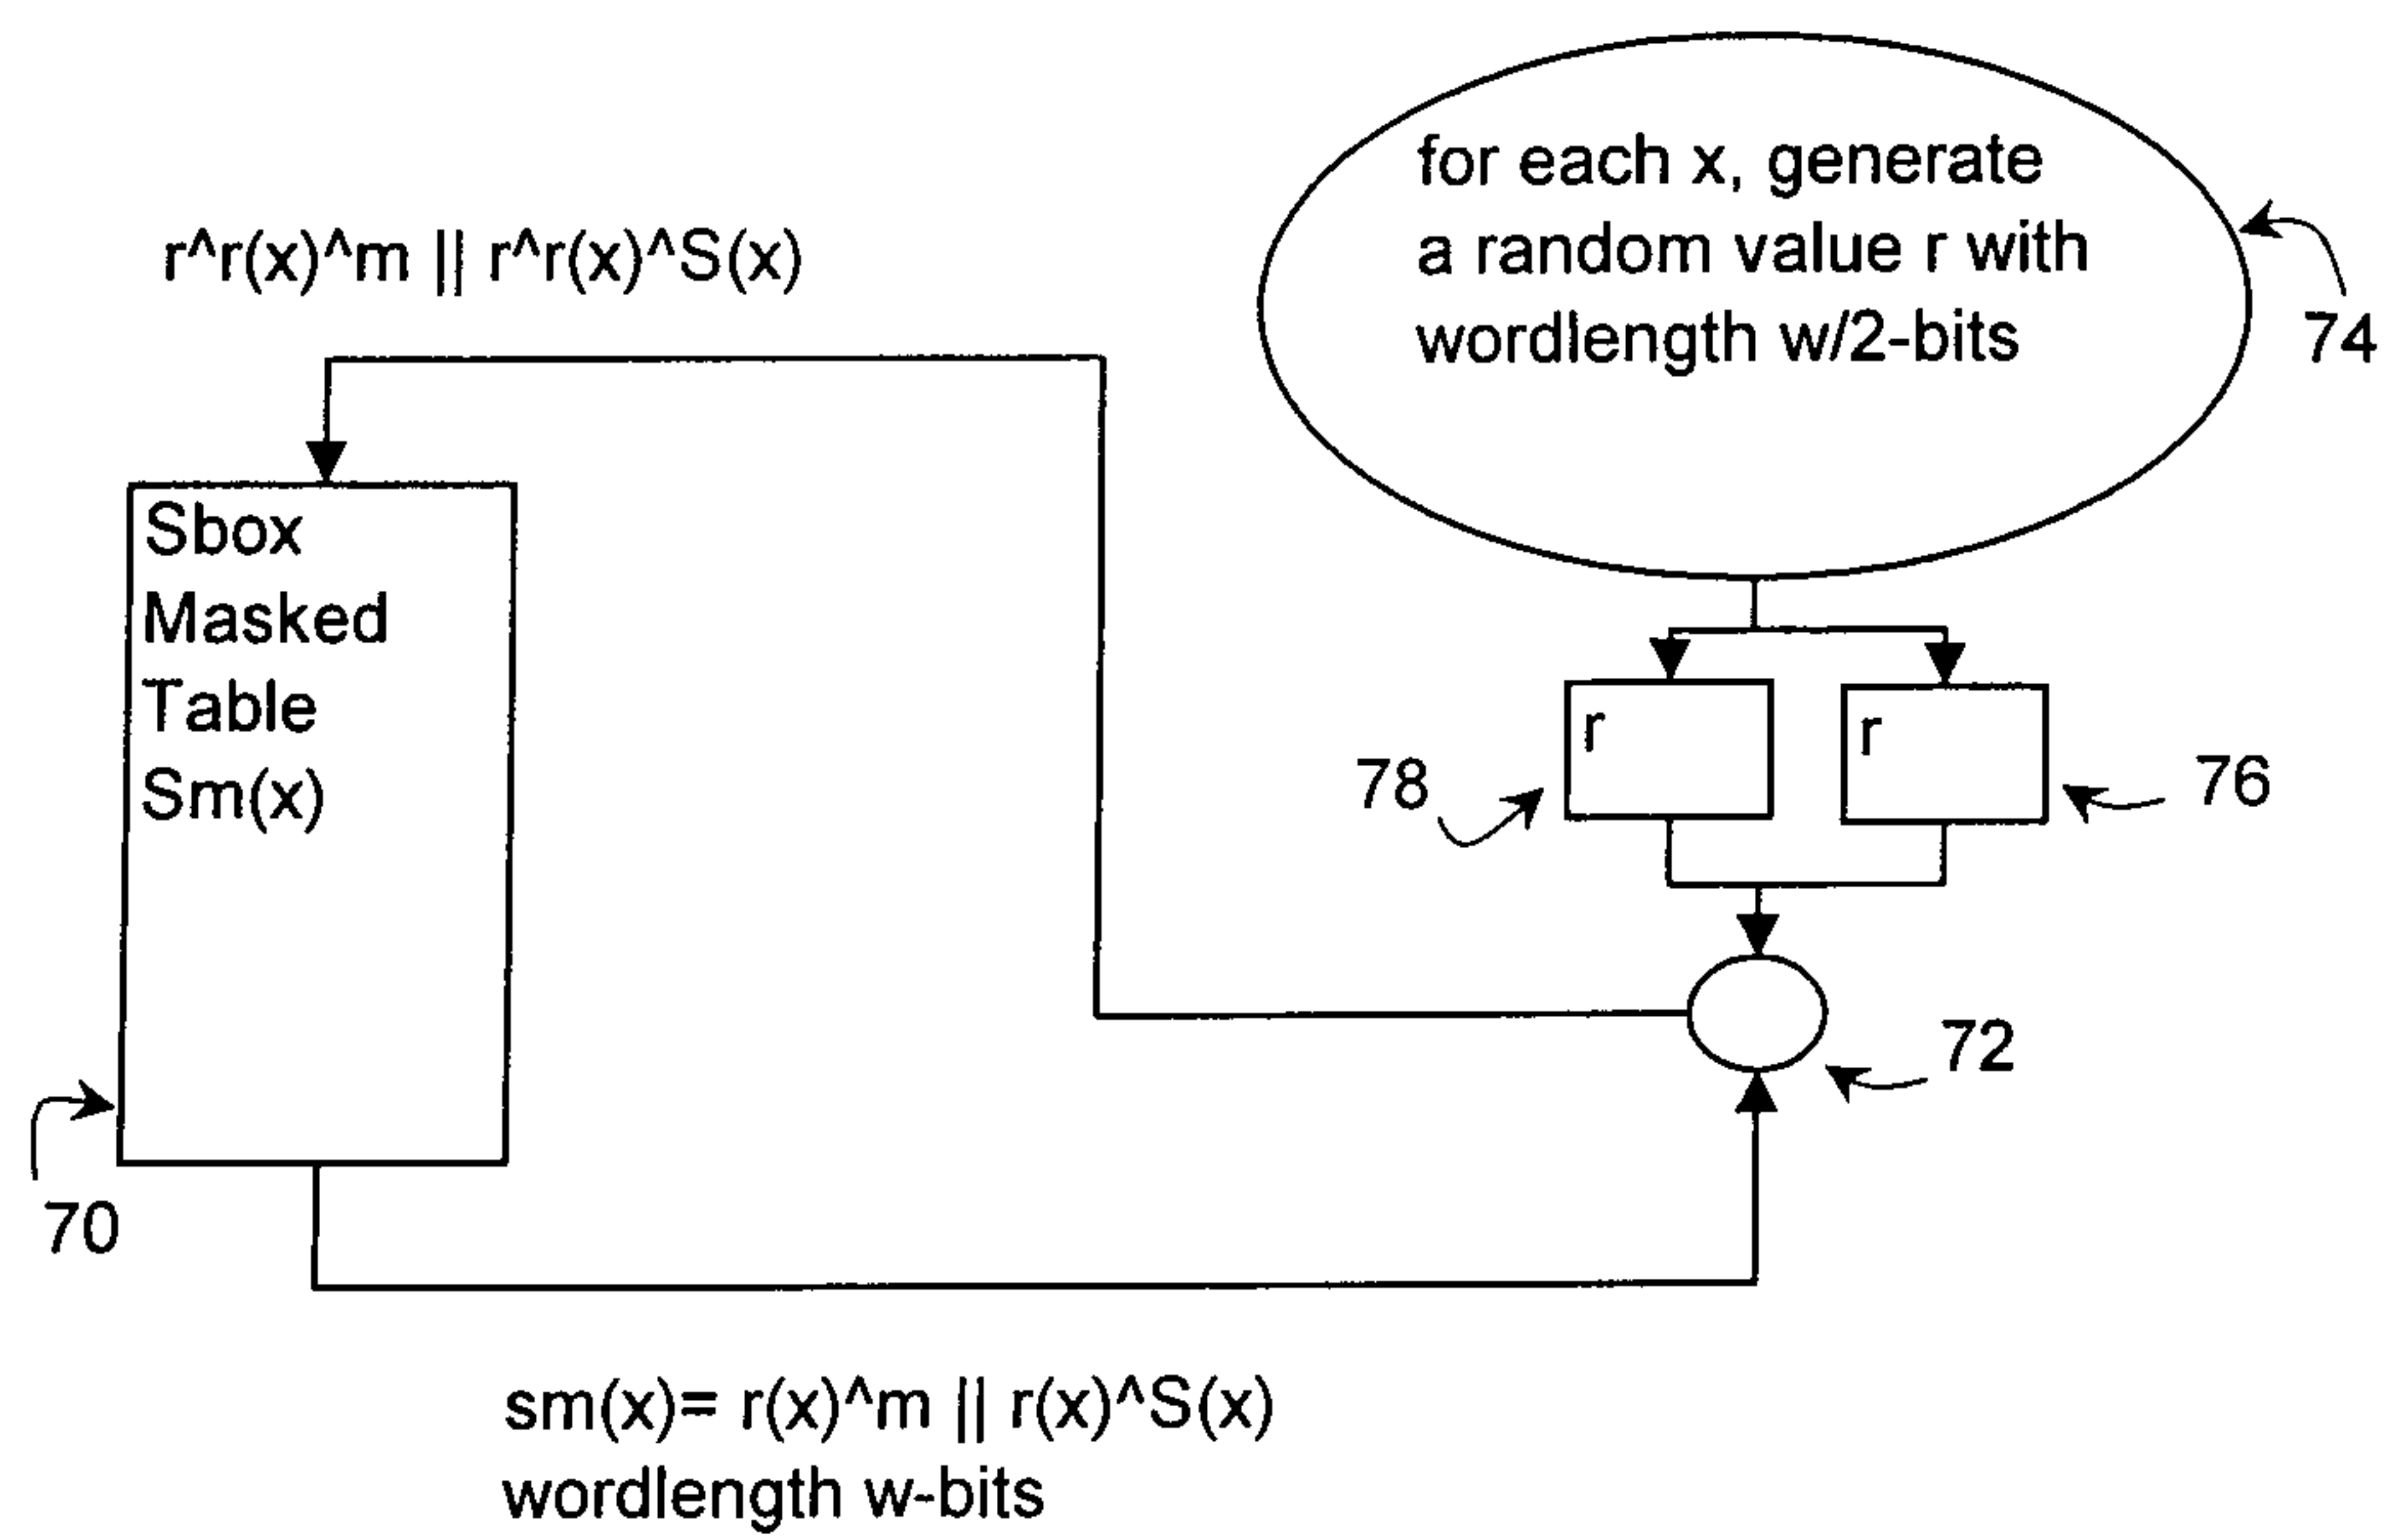 for each x, generate
a random value r with
wordlength w/2-bits
74
r^r(x)^m || r^r(x)^S(x)
Sbox
Masked
Table
Sm(x)
r
r
78
76
72
70
sm(x)= r(x)^m || r(x)^S(x)
wordlength w-bits